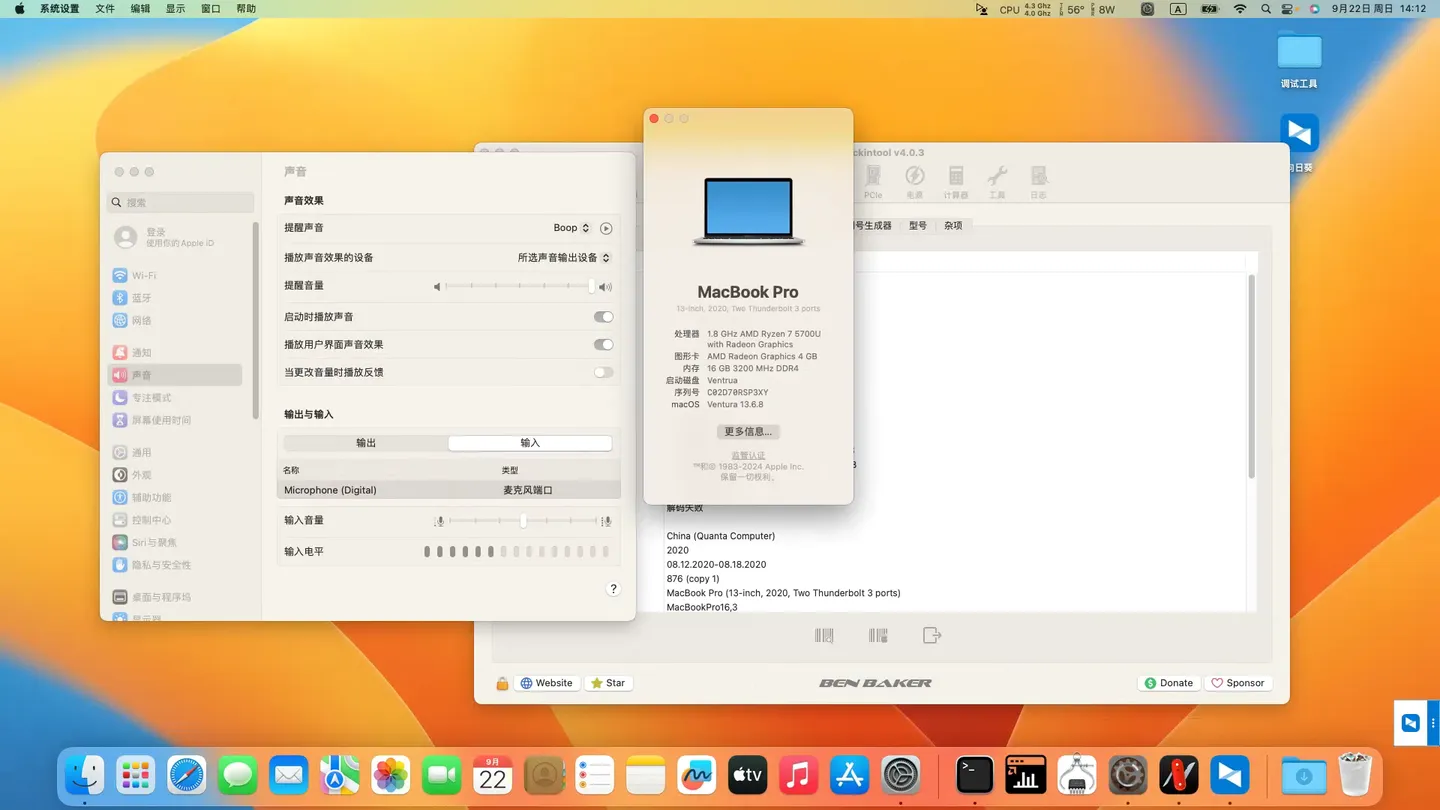 系统设置 文件 编辑 显示 窗口 帮助
CPU 4.3 Ghz 4.0 Ghz 56° 8W A 9月22日 周日 14:12
调试工具
向日葵
声音
搜索
登录
使用你的 Apple ID
Wi-Fi
蓝牙
网络
通知
声音
专注模式
屏幕使用时间
通用
外观
辅助功能
控制中心
Siri与聚焦
隐私与安全性
桌面与程序坞
显示器
声音效果
提醒声音 Boop
播放声音效果的设备 所选声音输出设备
提醒音量
启动时播放声音
播放用户界面声音效果
当更改音量时播放反馈
输出与输入
输出 输入
名称 类型
Microphone (Digital) 麦克风端口
输入音量
输入电平
?
MacBook Pro
13-inch, 2020, Two Thunderbolt 3 ports
处理器 1.8 GHz AMD Ryzen 7 5700U
with Radeon Graphics
图形卡 AMD Radeon Graphics 4 GB
内存 16 GB 3200 MHz DDR4
启动磁盘 Ventrua
序列号 C02D70RSP3XY
macOS Ventura 13.6.8
更多信息...
监管认证
™和© 1983-2024 Apple Inc.
保留一切权利。
ckintool v4.0.3
PCIe 电源 计算器 工具 日志
号生成器 型号 杂项
解码失败
China (Quanta Computer)
2020
08.12.2020-08.18.2020
876 (copy 1)
MacBook Pro (13-inch, 2020, Two Thunderbolt 3 ports)
MacBookPro16,3
Website Star BEN BAKER Donate Sponsor
9月
22
tv